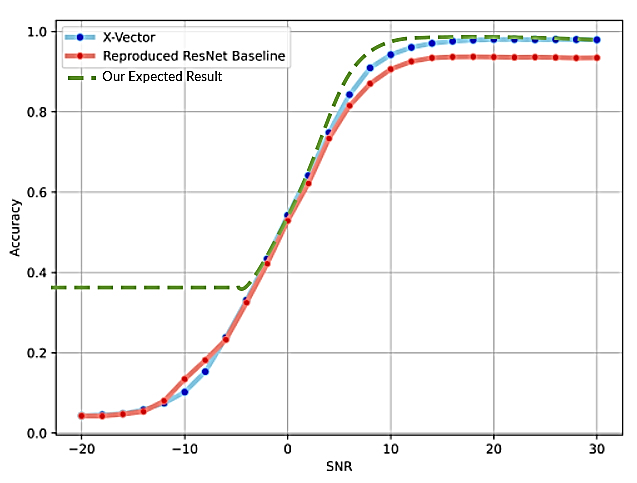 1.0
X-Vector
Reproduced ResNet Baseline
Our Expected Result
0.8
0.6
Accuracy
0.4
0.2
0.0
−20 −10 0 10 20 30
SNR